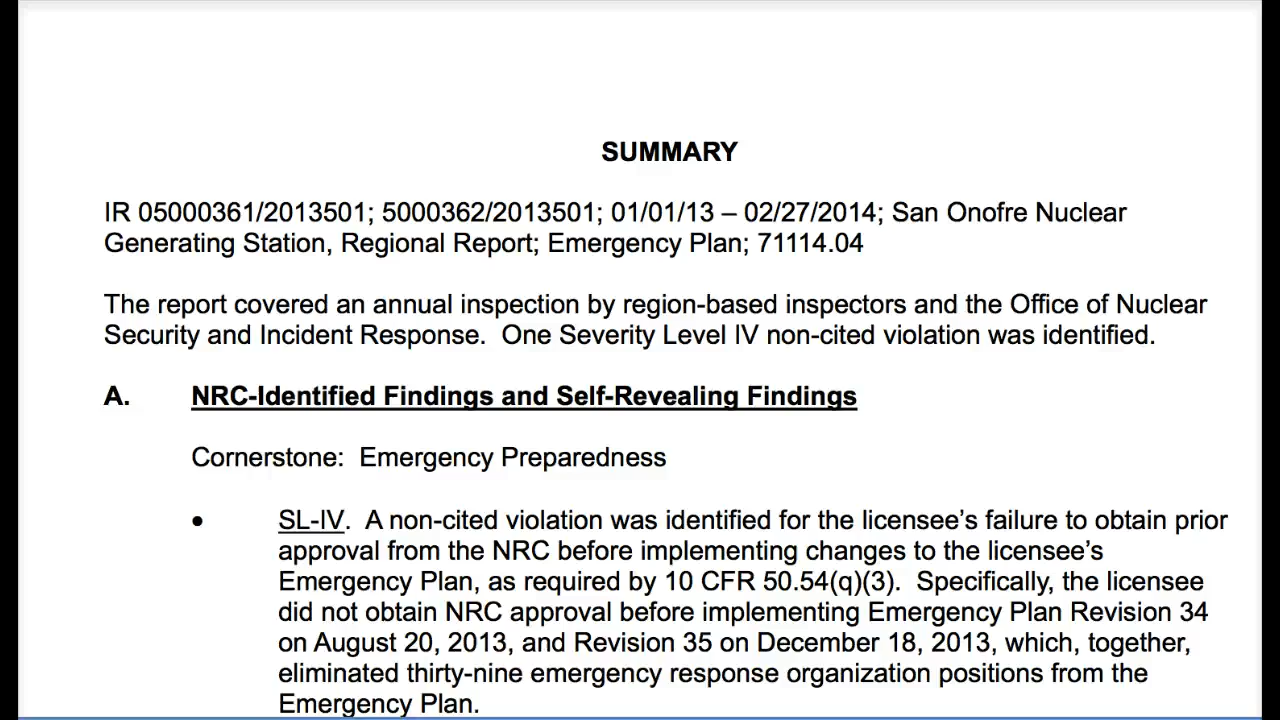 SUMMARY
IR 05000361/2013501; 5000362/2013501; 01/01/13 – 02/27/2014; San Onofre Nuclear
Generating Station, Regional Report; Emergency Plan; 71114.04
The report covered an annual inspection by region-based inspectors and the Office of Nuclear
Security and Incident Response.  One Severity Level IV non-cited violation was identified.
A. NRC-Identified Findings and Self-Revealing Findings
Cornerstone:  Emergency Preparedness
• SL-IV.  A non-cited violation was identified for the licensee’s failure to obtain prior
approval from the NRC before implementing changes to the licensee’s
Emergency Plan, as required by 10 CFR 50.54(q)(3).  Specifically, the licensee
did not obtain NRC approval before implementing Emergency Plan Revision 34
on August 20, 2013, and Revision 35 on December 18, 2013, which, together,
eliminated thirty-nine emergency response organization positions from the
Emergency Plan.